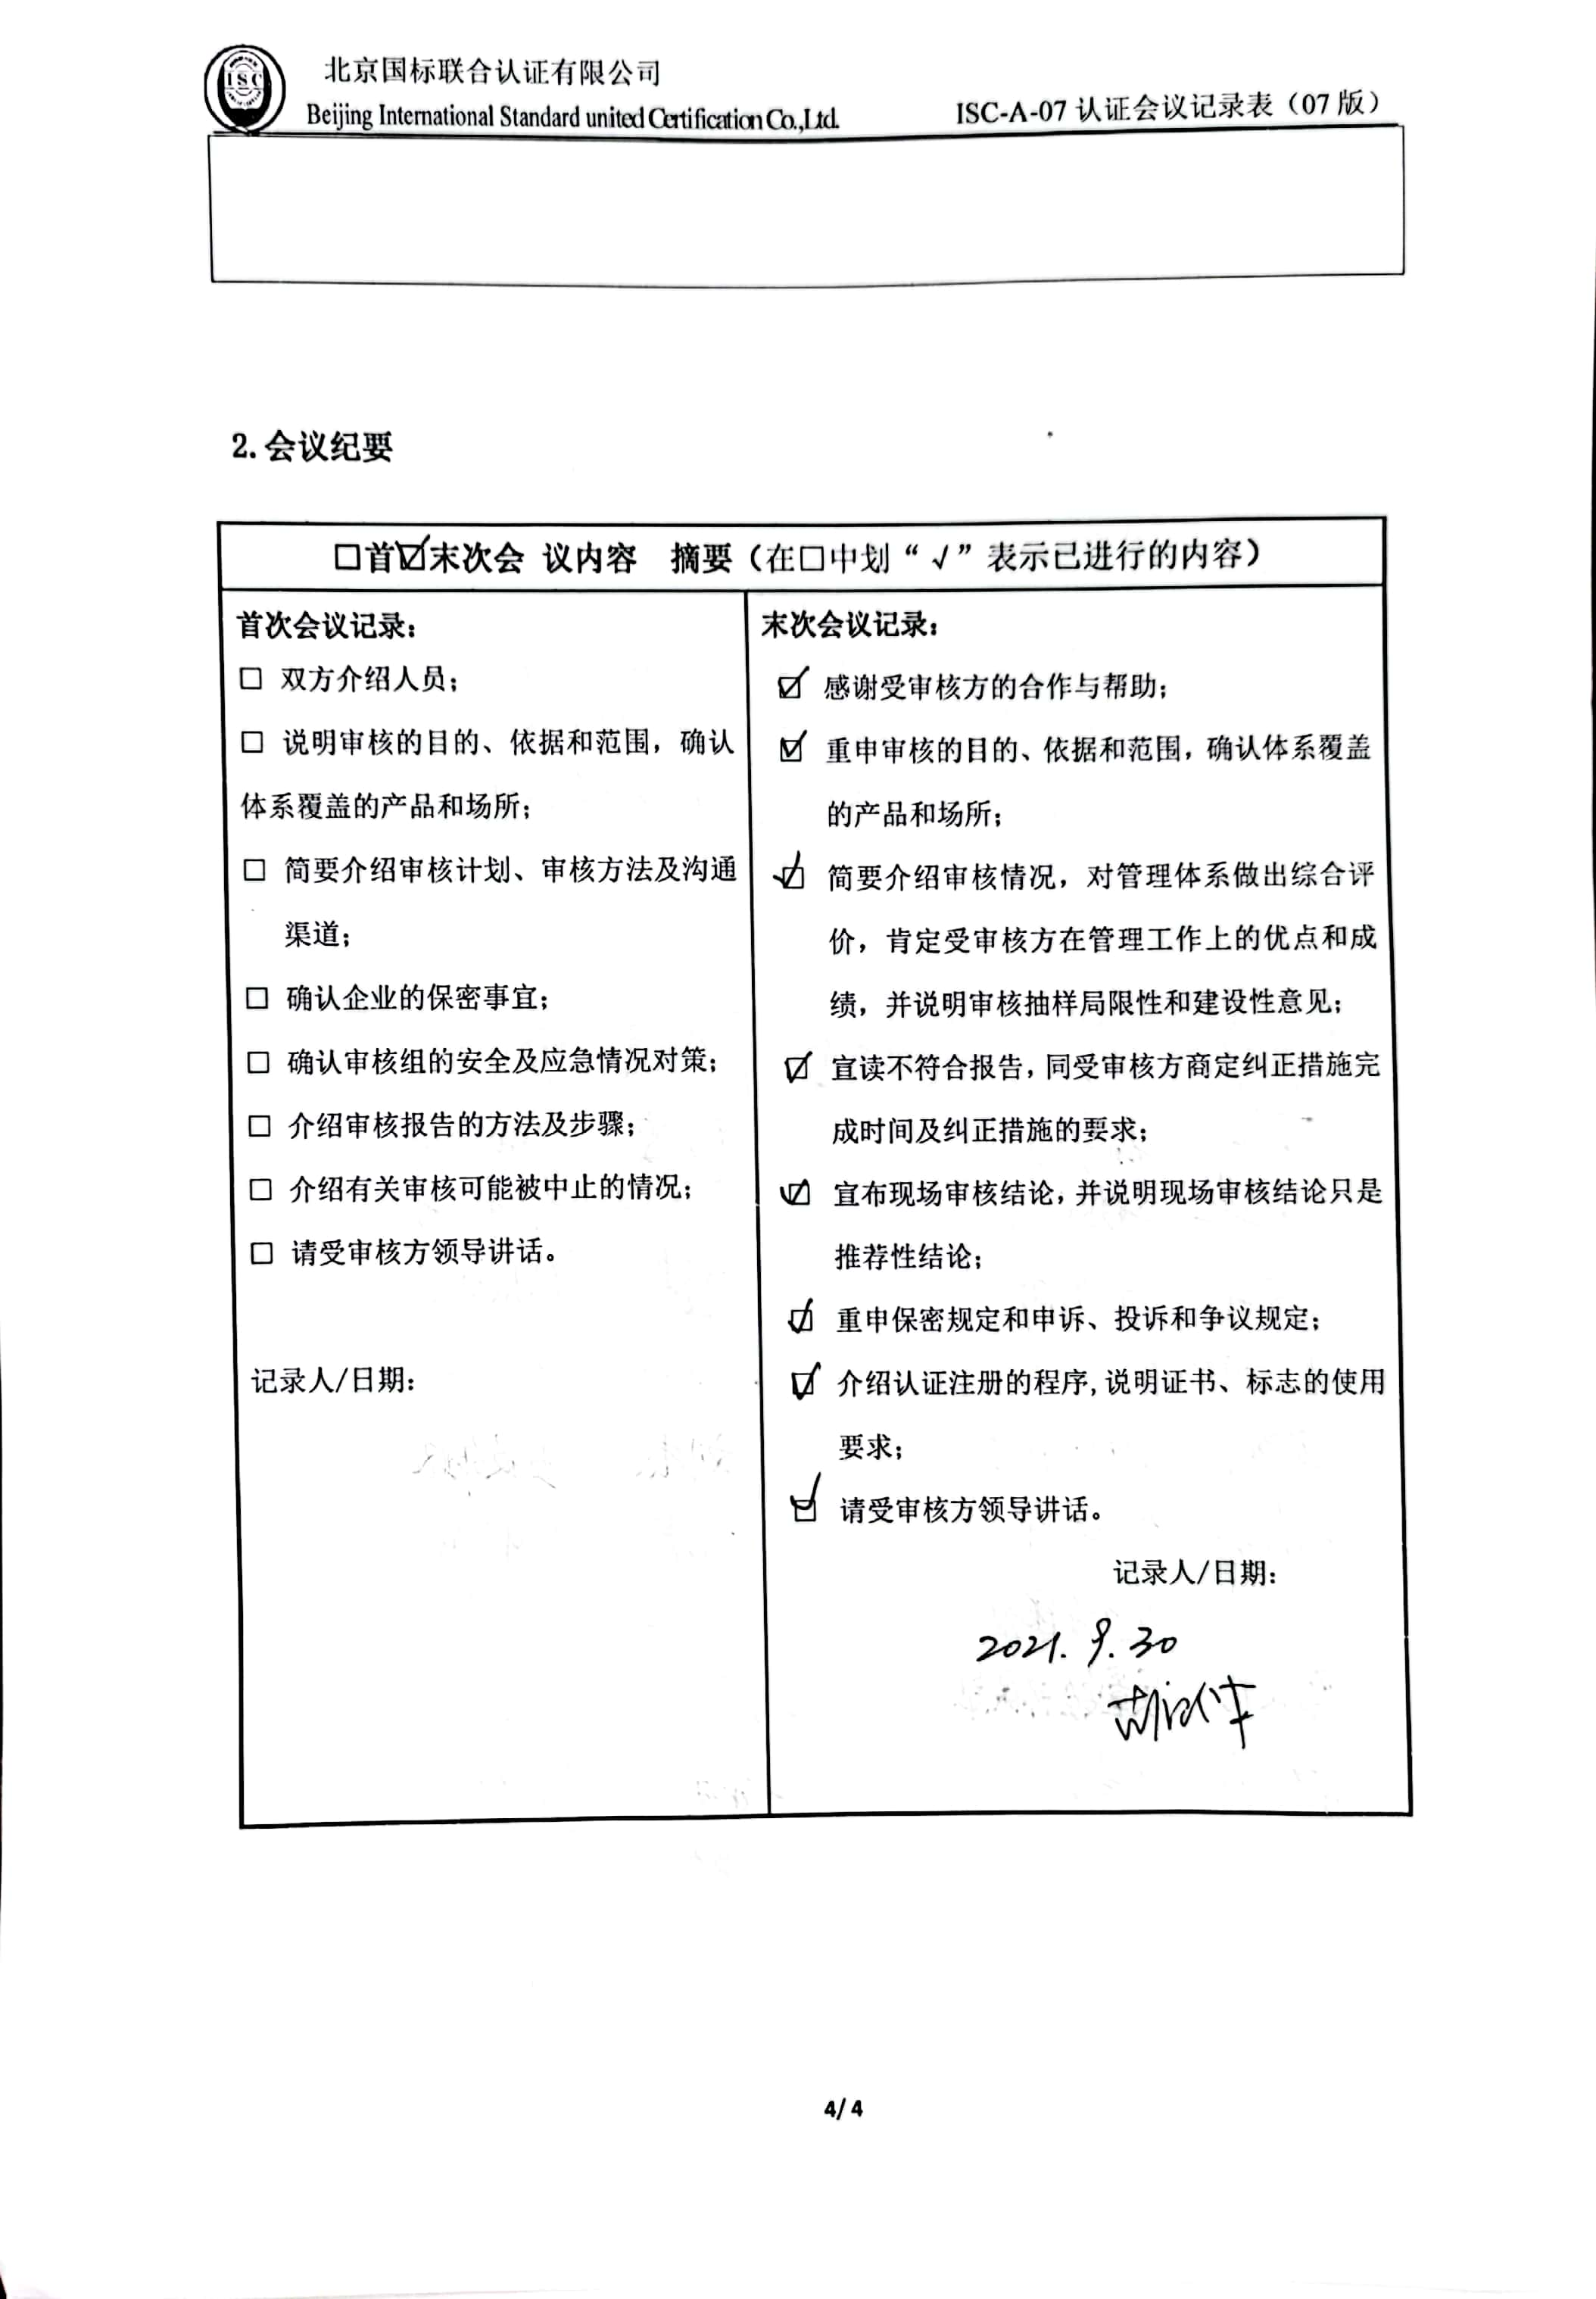 ISC
北京国标联合认证有限公司
Beijing International Standard united Certification Co.,Ltd.
ISC-A-07 认证会议记录表（07 版）
2. 会议纪要
□首☑末次会 议内容 摘要（在□中划“√”表示已进行的内容）
首次会议记录：
□ 双方介绍人员；
□ 说明审核的目的、依据和范围，确认
体系覆盖的产品和场所；
□ 简要介绍审核计划、审核方法及沟通
渠道；
□ 确认企业的保密事宜；
□ 确认审核组的安全及应急情况对策；
□ 介绍审核报告的方法及步骤；
□ 介绍有关审核可能被中止的情况；
□ 请受审核方领导讲话。
记录人/日期：
末次会议记录：
☑ 感谢受审核方的合作与帮助；
☑ 重申审核的目的、依据和范围，确认体系覆盖
的产品和场所；
☑ 简要介绍审核情况，对管理体系做出综合评
价，肯定受审核方在管理工作上的优点和成
绩，并说明审核抽样局限性和建设性意见；
☑ 宣读不符合报告，同受审核方商定纠正措施完
成时间及纠正措施的要求；
☑ 宣布现场审核结论，并说明现场审核结论只是
推荐性结论；
☑ 重申保密规定和申诉、投诉和争议规定；
☑ 介绍认证注册的程序，说明证书、标志的使用
要求；
☑ 请受审核方领导讲话。
记录人/日期：
2021. 9. 30
4/ 4